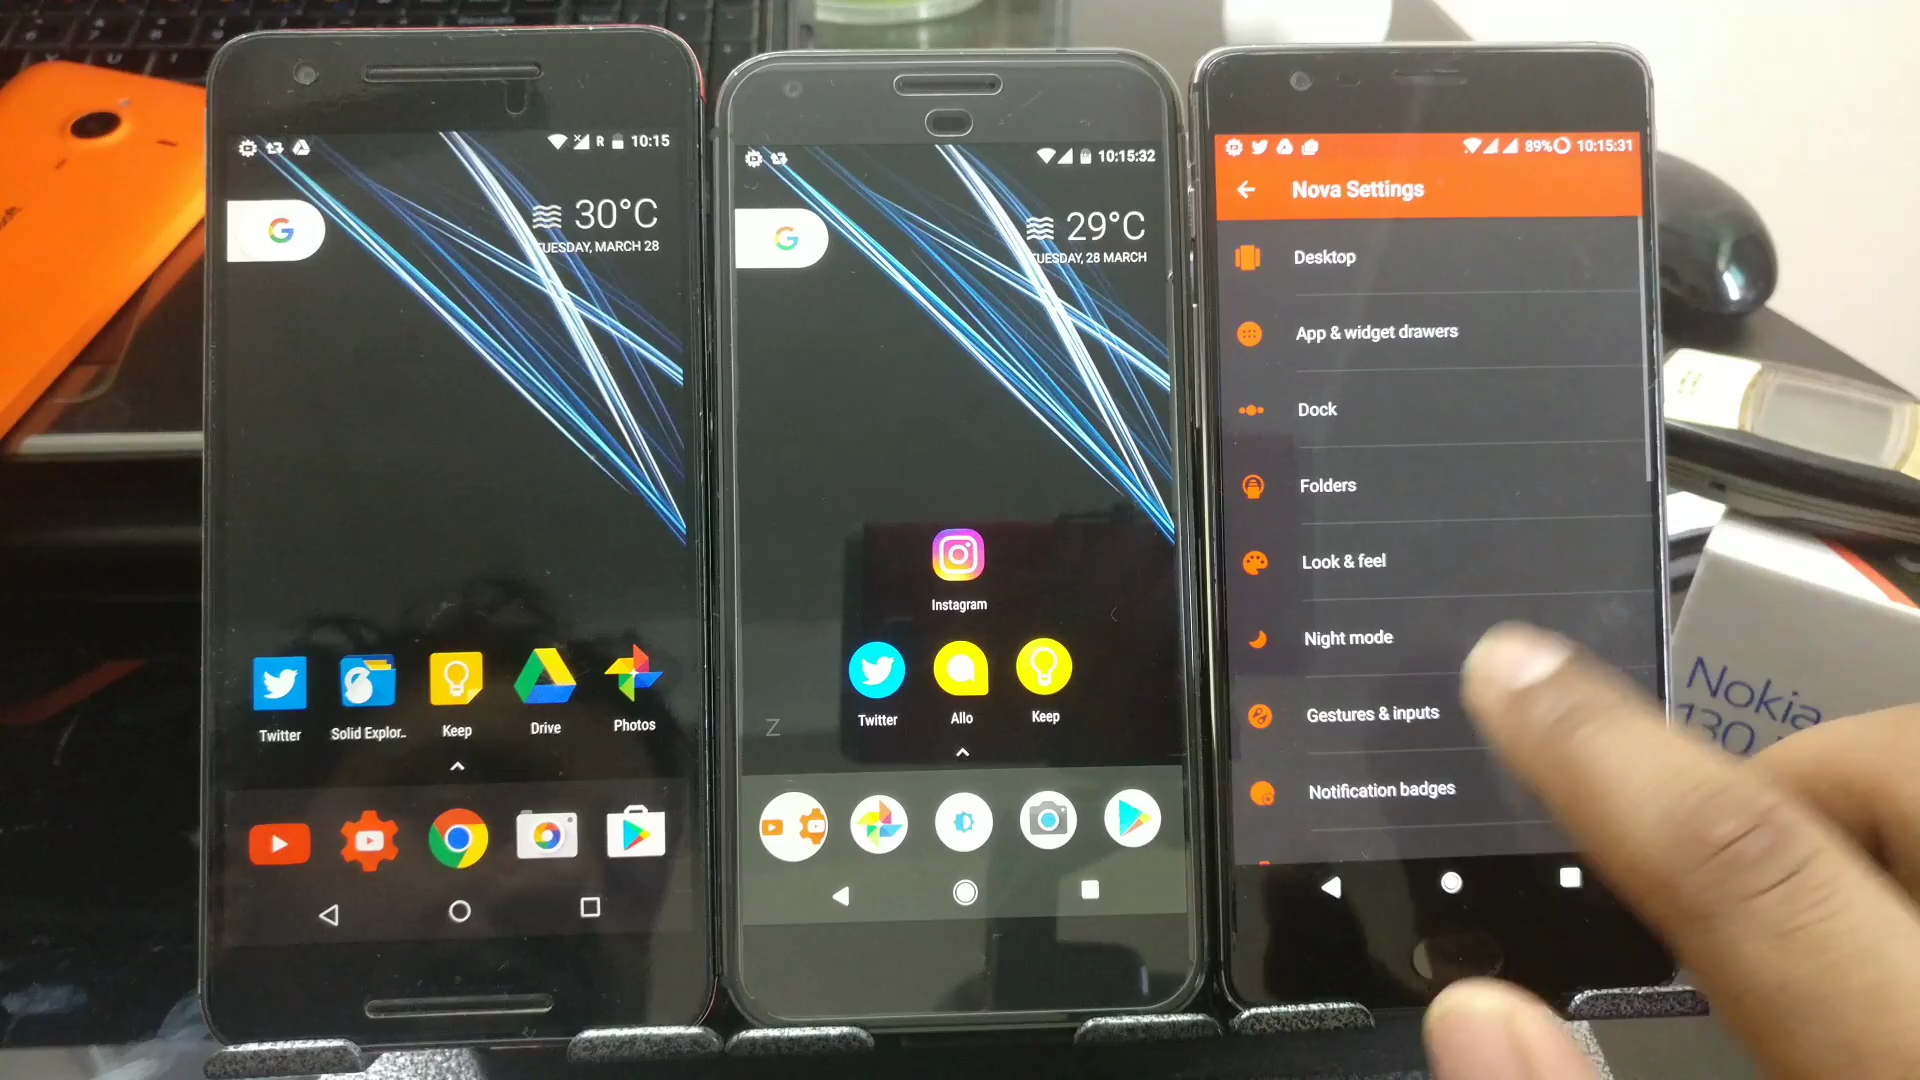 R 10:15
30°C
TUESDAY, MARCH 28
G
Twitter
Solid Explor..
Keep
Drive
Photos
10:15:32
29°C
TUESDAY, 28 MARCH
G
Instagram
Twitter
Allo
Keep
Z
89% 10:15:31
Nova Settings
Desktop
App & widget drawers
Dock
Folders
Look & feel
Night mode
Gestures & inputs
Notification badges
Nokia
130